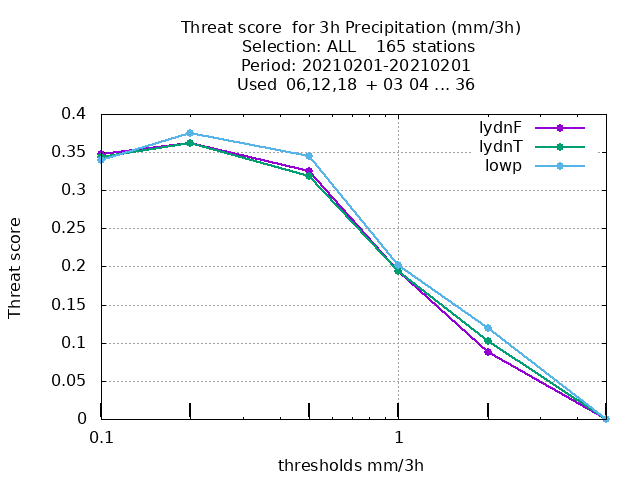 Threat score  for 3h Precipitation (mm/3h)
Selection: ALL    165 stations
Period: 20210201-20210201
Used  06,12,18  + 03 04 ... 36
lydnF
lydnT
lowp
0.4
0.35
0.3
0.25
0.2
0.15
0.1
0.05
0
Threat score
0.1 1
thresholds mm/3h